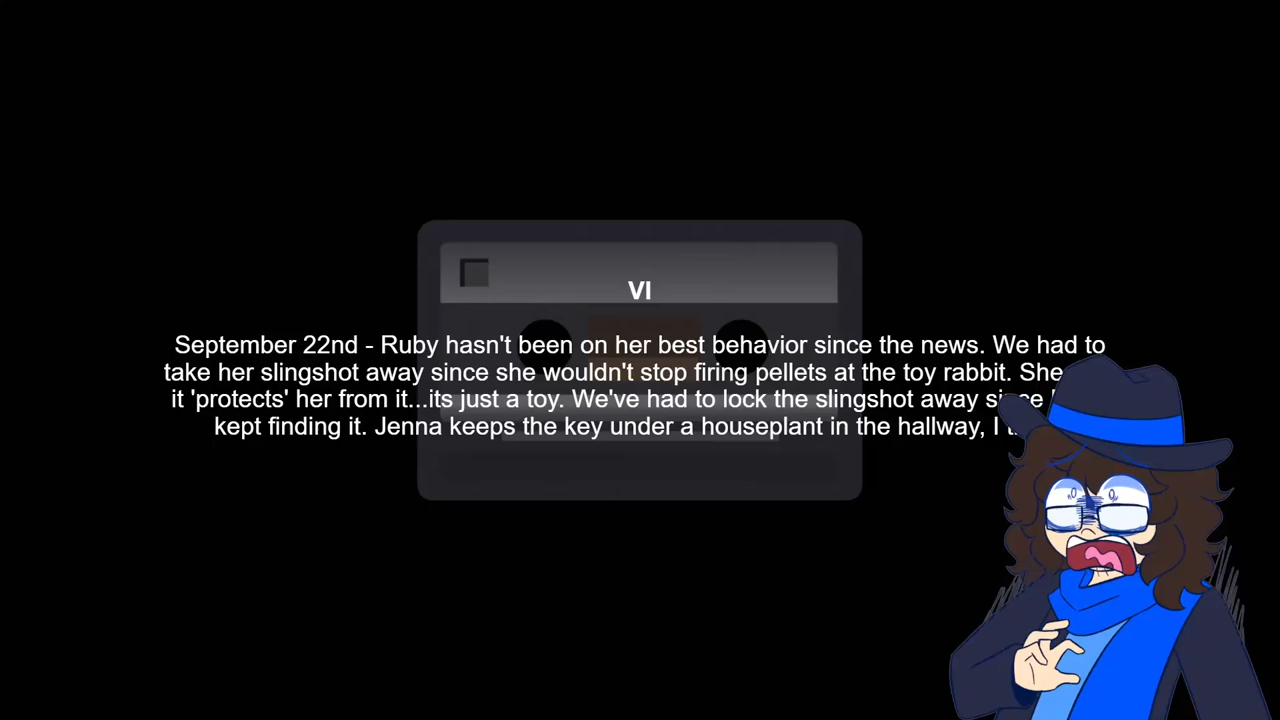 VI
September 22nd - Ruby hasn't been on her best behavior since the news. We had to
take her slingshot away since she wouldn't stop firing pellets at the toy rabbit. She
it 'protects' her from it...its just a toy. We've had to lock the slingshot away since
kept finding it. Jenna keeps the key under a houseplant in the hallway, I